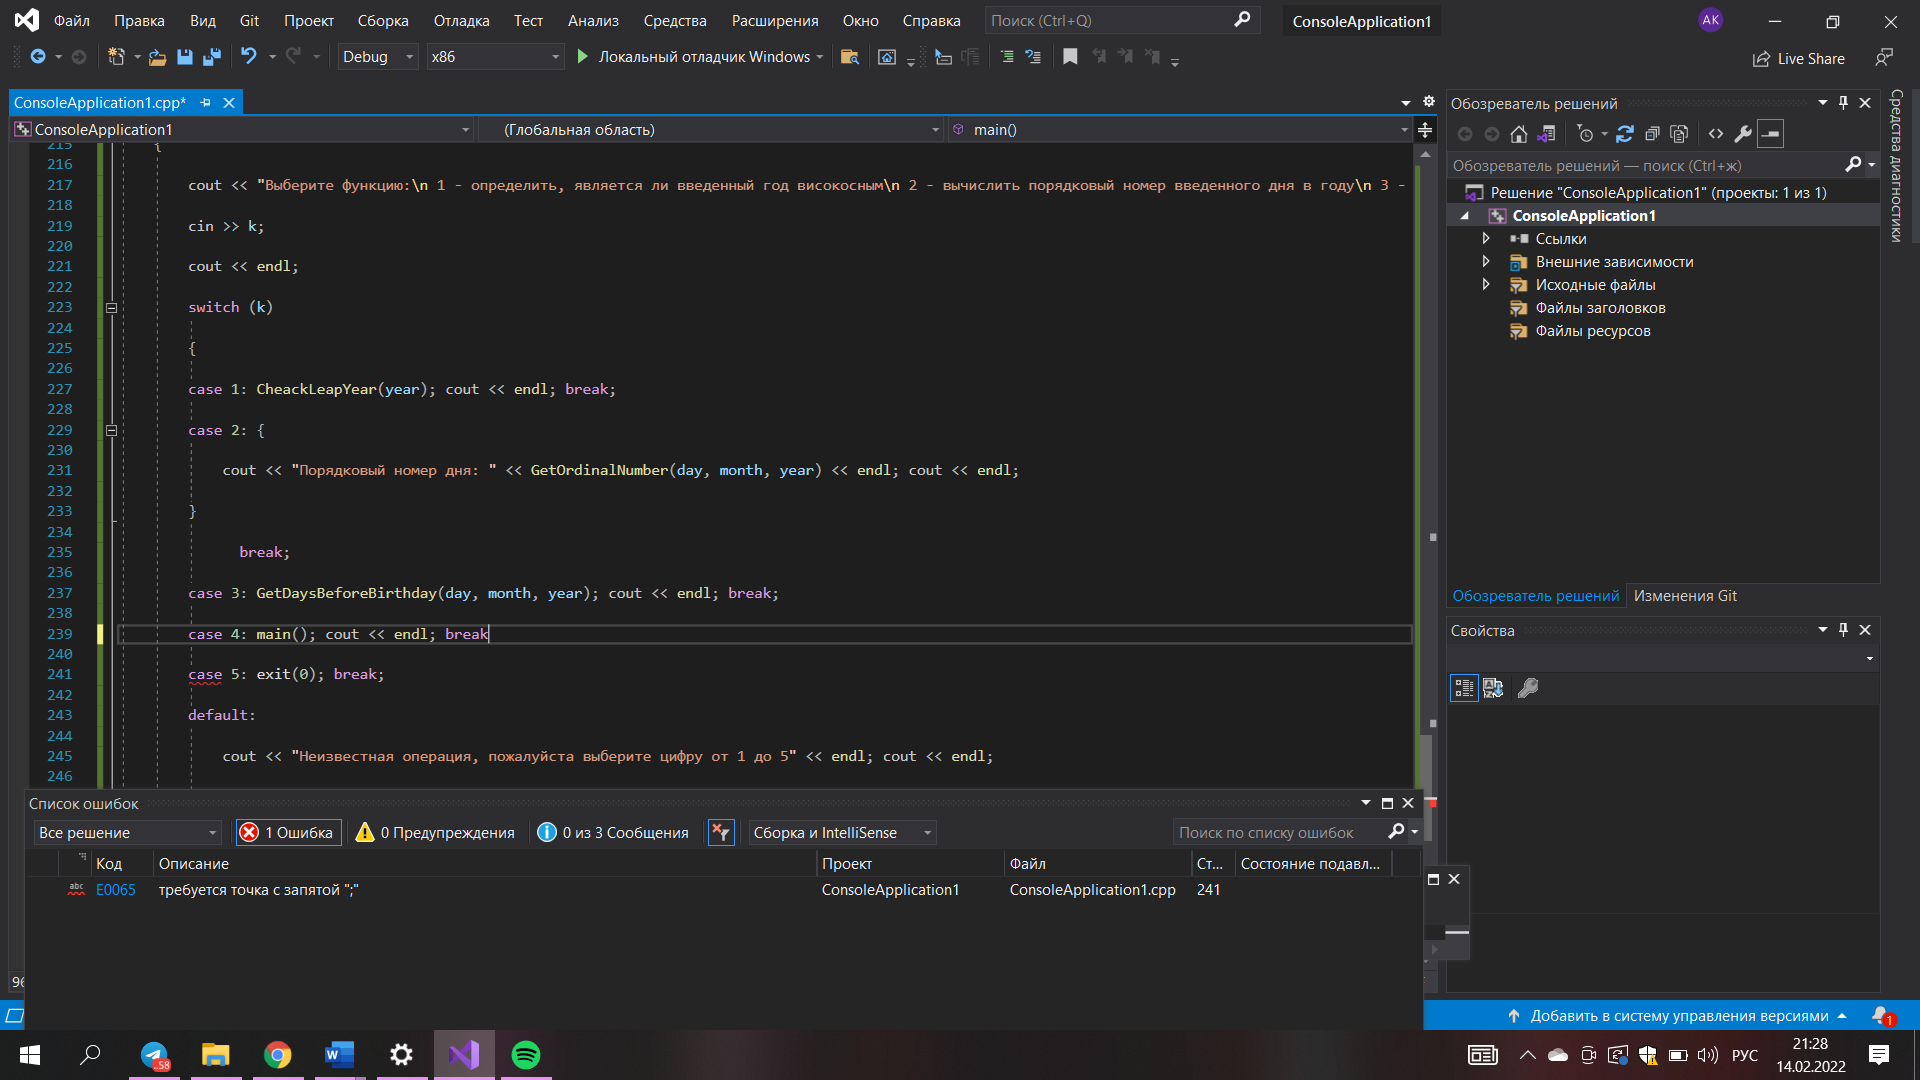 Файл Правка Вид Git Проект Сборка Отладка Тест Анализ Средства Расширения Окно Справка Поиск (Ctrl+Q) ConsoleApplication1 AK
Debug x86 Локальный отладчик Windows Live Share
ConsoleApplication1.cpp*
ConsoleApplication1 (Глобальная область) main()
215 {
216
217 cout << "Выберите функцию:\n 1 - определить, является ли введенный год високосным\n 2 - вычислить порядковый номер введенного дня в году\n 3 -
218
219 cin >> k;
220
221 cout << endl;
222
223 switch (k)
224
225 {
226
227 case 1: CheackLeapYear(year); cout << endl; break;
228
229 case 2: {
230
231 cout << "Порядковый номер дня: " << GetOrdinalNumber(day, month, year) << endl; cout << endl;
232
233 }
234
235 break;
236
237 case 3: GetDaysBeforeBirthday(day, month, year); cout << endl; break;
238
239 case 4: main(); cout << endl; break
240
241 case 5: exit(0); break;
242
243 default:
244
245 cout << "Неизвестная операция, пожалуйста выберите цифру от 1 до 5" << endl; cout << endl;
246
96
Список ошибок
Все решение 1 Ошибка 0 Предупреждения 0 из 3 Сообщения Сборка и IntelliSense Поиск по списку ошибок
Код Описание Проект Файл Ст... Состояние подавл...
abc E0065 требуется точка с запятой ";" ConsoleApplication1 ConsoleApplication1.cpp 241
Обозреватель решений
Обозреватель решений — поиск (Ctrl+ж)
Решение "ConsoleApplication1" (проекты: 1 из 1)
ConsoleApplication1
Ссылки
Внешние зависимости
Исходные файлы
Файлы заголовков
Файлы ресурсов
Обозреватель решений Изменения Git
Свойства
Средства диагностики
Добавить в систему управления версиями 1
..58 W РУС 21:28
14.02.2022